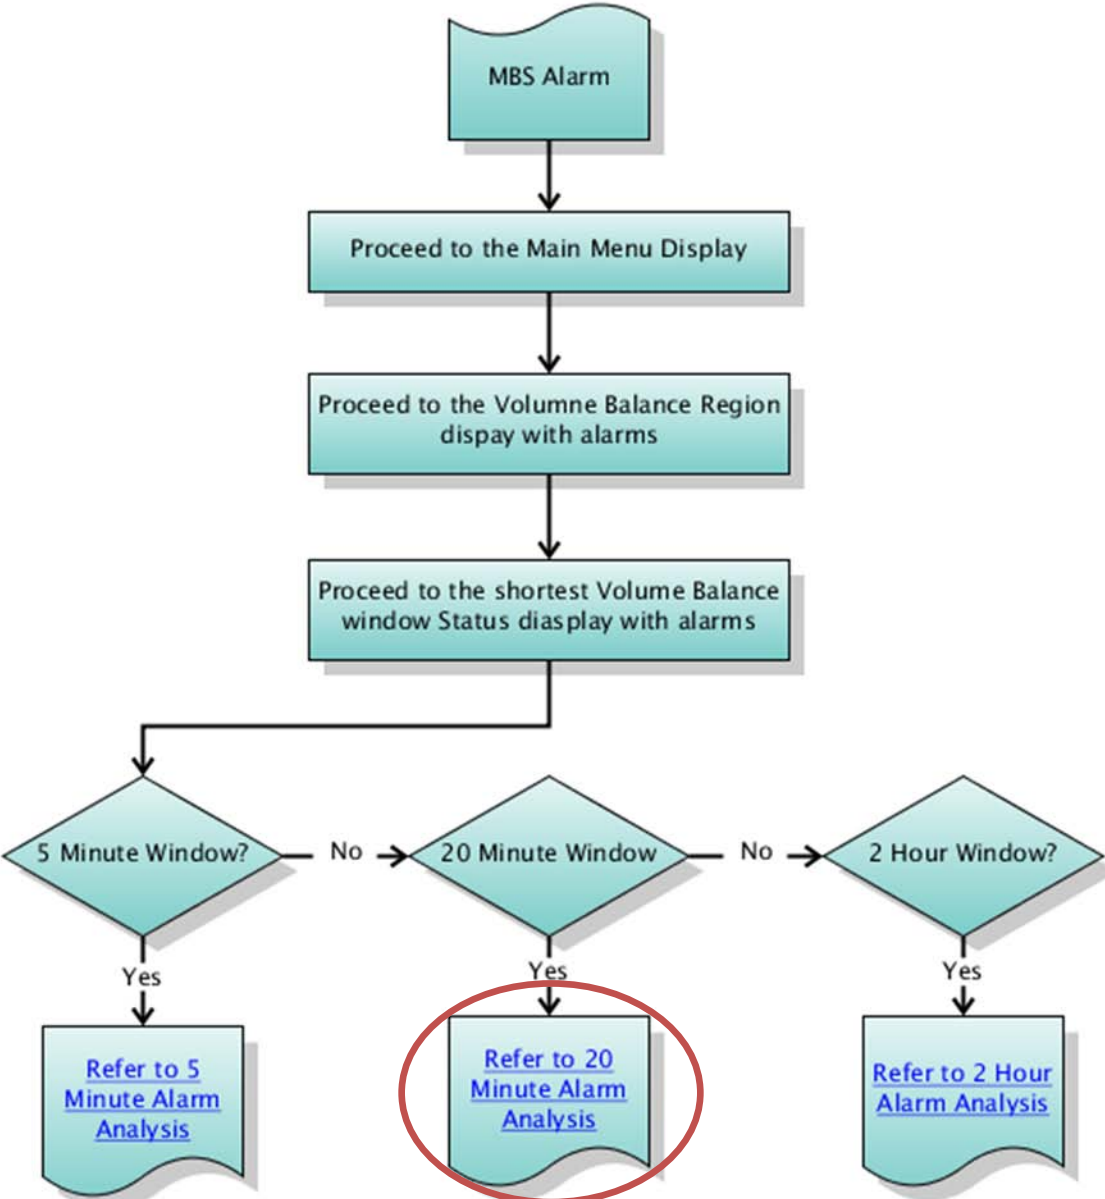 MBS Alarm
Proceed to the Main Menu Display
Proceed to the Volumne Balance Region
dispay with alarms
Proceed to the shortest Volume Balance
window Status diasplay with alarms
5 Minute Window?
No
20 Minute Window
No
2 Hour Window?
Yes
Yes
Yes
Refer to 5
Minute Alarm
Analysis
Refer to 20
Minute Alarm
Analysis
Refer to 2 Hour
Alarm Analysis